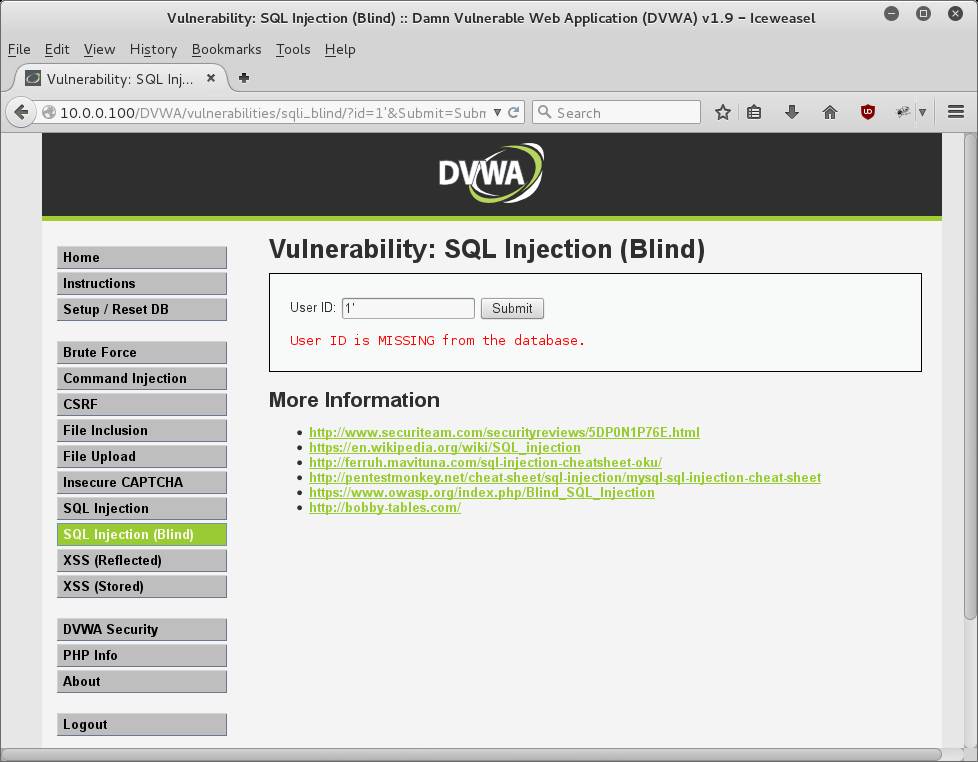 Vulnerability: SQL Injection (Blind) :: Damn Vulnerable Web Application (DVWA) v1.9 – Iceweasel
File Edit View History Bookmarks Tools Help
Vulnerability: SQL Inj...
10.0.0.100/DVWA/vulnerabilities/sqli_blind/?id=1'&Submit=Subm
Search
DVWA
Home
Instructions
Setup / Reset DB
Brute Force
Command Injection
CSRF
File Inclusion
File Upload
Insecure CAPTCHA
SQL Injection
SQL Injection (Blind)
XSS (Reflected)
XSS (Stored)
DVWA Security
PHP Info
About
Logout
Vulnerability: SQL Injection (Blind)
User ID: 1' Submit
User ID is MISSING from the database.
More Information
http://www.securiteam.com/securityreviews/5DP0N1P76E.html
https://en.wikipedia.org/wiki/SQL_injection
http://ferruh.mavituna.com/sql-injection-cheatsheet-oku/
http://pentestmonkey.net/cheat-sheet/sql-injection/mysql-sql-injection-cheat-sheet
https://www.owasp.org/index.php/Blind_SQL_Injection
http://bobby-tables.com/